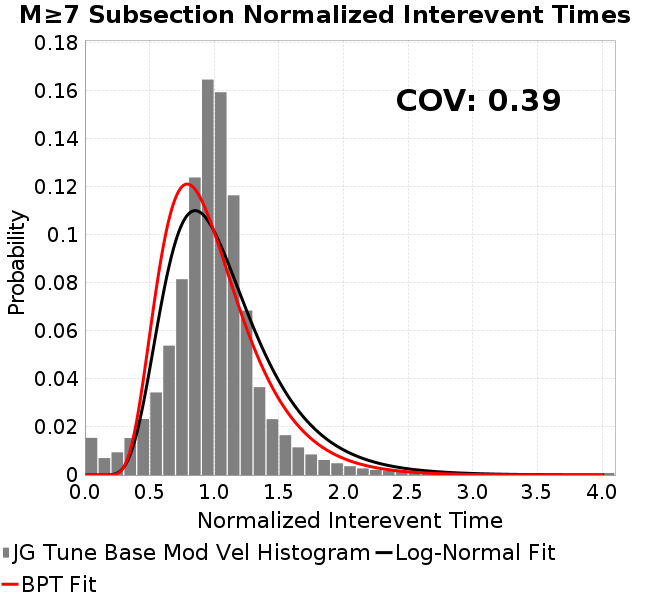 M≥7 Subsection Normalized Interevent Times
COV: 0.39
Probability
0.18
0.16
0.14
0.12
0.1
0.08
0.06
0.04
0.02
0
0.0 0.5 1.0 1.5 2.0 2.5 3.0 3.5 4.0
Normalized Interevent Time
JG Tune Base Mod Vel Histogram Log-Normal Fit
BPT Fit